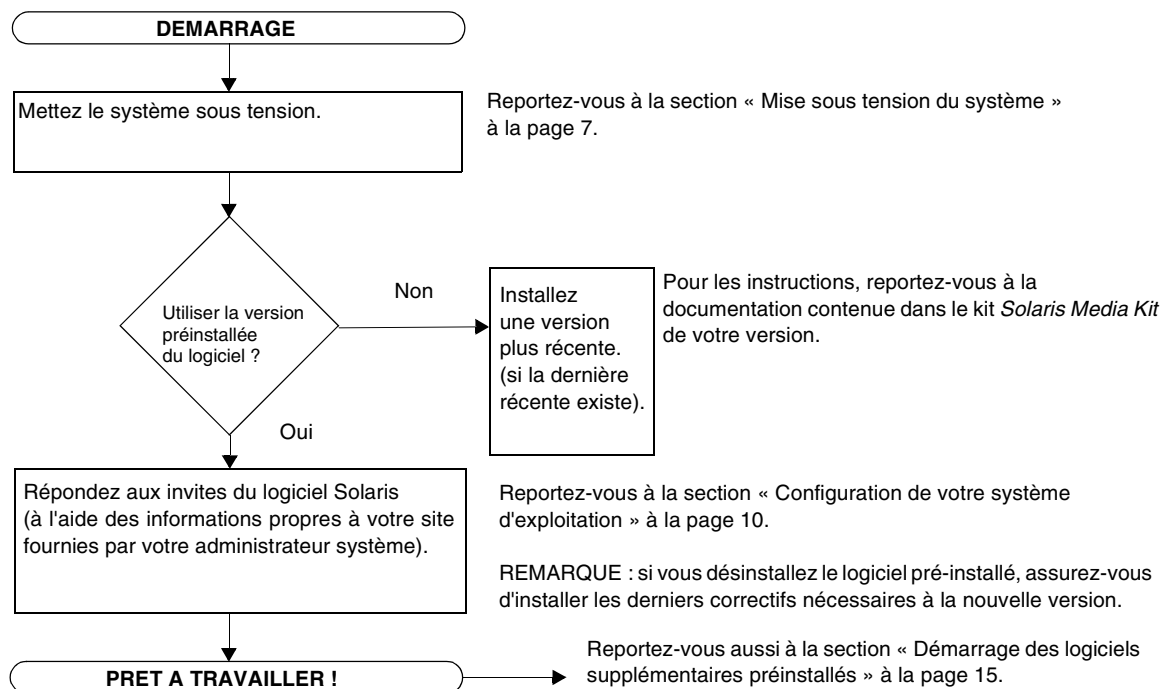 DEMARRAGE
Mettez le système sous tension.
Reportez-vous à la section « Mise sous tension du système »
à la page 7.
Utiliser la version
préinstallée
du logiciel ?
Non
Installez
une version
plus récente.
(si la dernière
récente existe).
Pour les instructions, reportez-vous à la
documentation contenue dans le kit Solaris Media Kit
de votre version.
Oui
Répondez aux invites du logiciel Solaris
(à l'aide des informations propres à votre site
fournies par votre administrateur système).
Reportez-vous à la section « Configuration de votre système
d'exploitation » à la page 10.
REMARQUE : si vous désinstallez le logiciel pré-installé, assurez-vous
d'installer les derniers correctifs nécessaires à la nouvelle version.
PRET A TRAVAILLER !
Reportez-vous aussi à la section « Démarrage des logiciels
supplémentaires préinstallés » à la page 15.